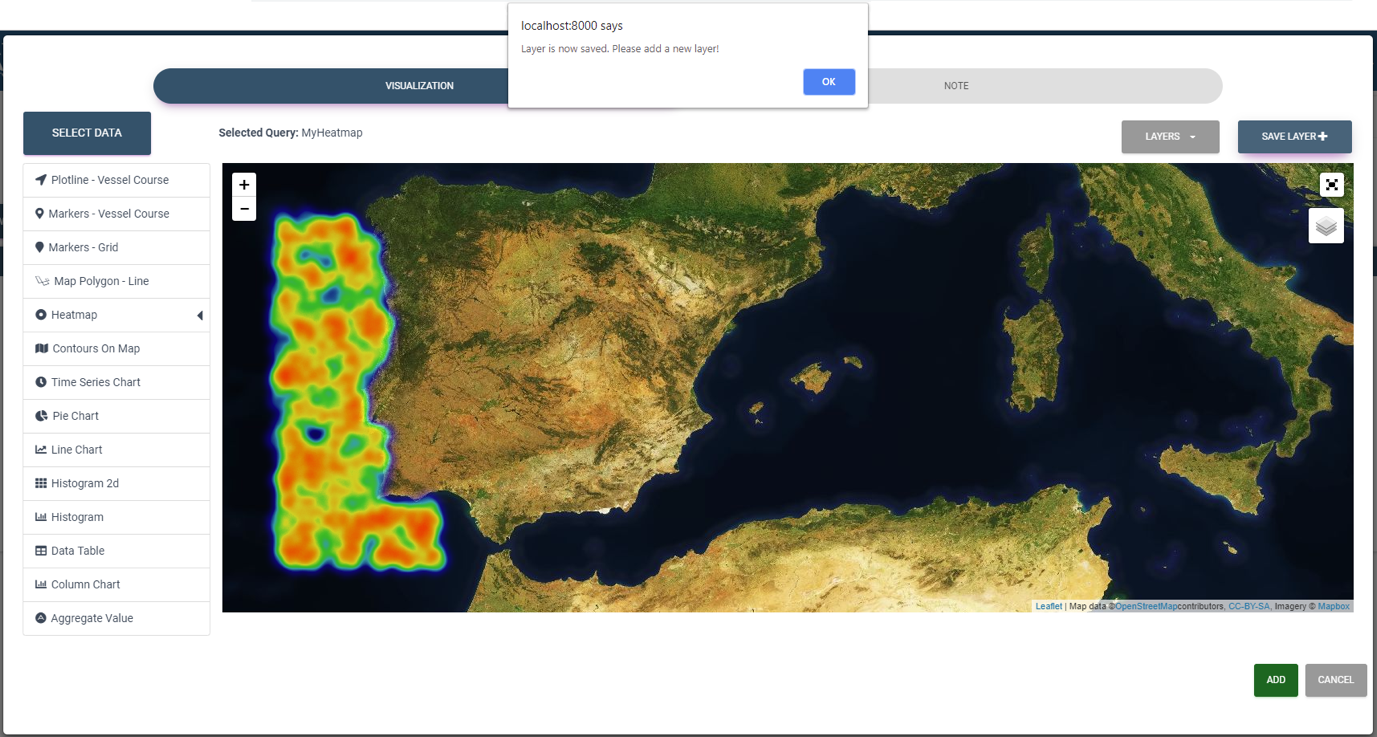 localhost:8000 says
Layer is now saved. Please add a new layer!
OK
VISUALIZATION
NOTE
SELECT DATA
Selected Query: MyHeatmap
LAYERS
SAVE LAYER+
+
−
Plotline - Vessel Course
Markers - Vessel Course
Markers - Grid
Map Polygon - Line
Heatmap
Contours On Map
Time Series Chart
Pie Chart
Line Chart
Histogram 2d
Histogram
Data Table
Column Chart
Aggregate Value
Leaflet | Map data ©OpenStreetMapcontributors, CC-BY-SA, Imagery © Mapbox
ADD
CANCEL